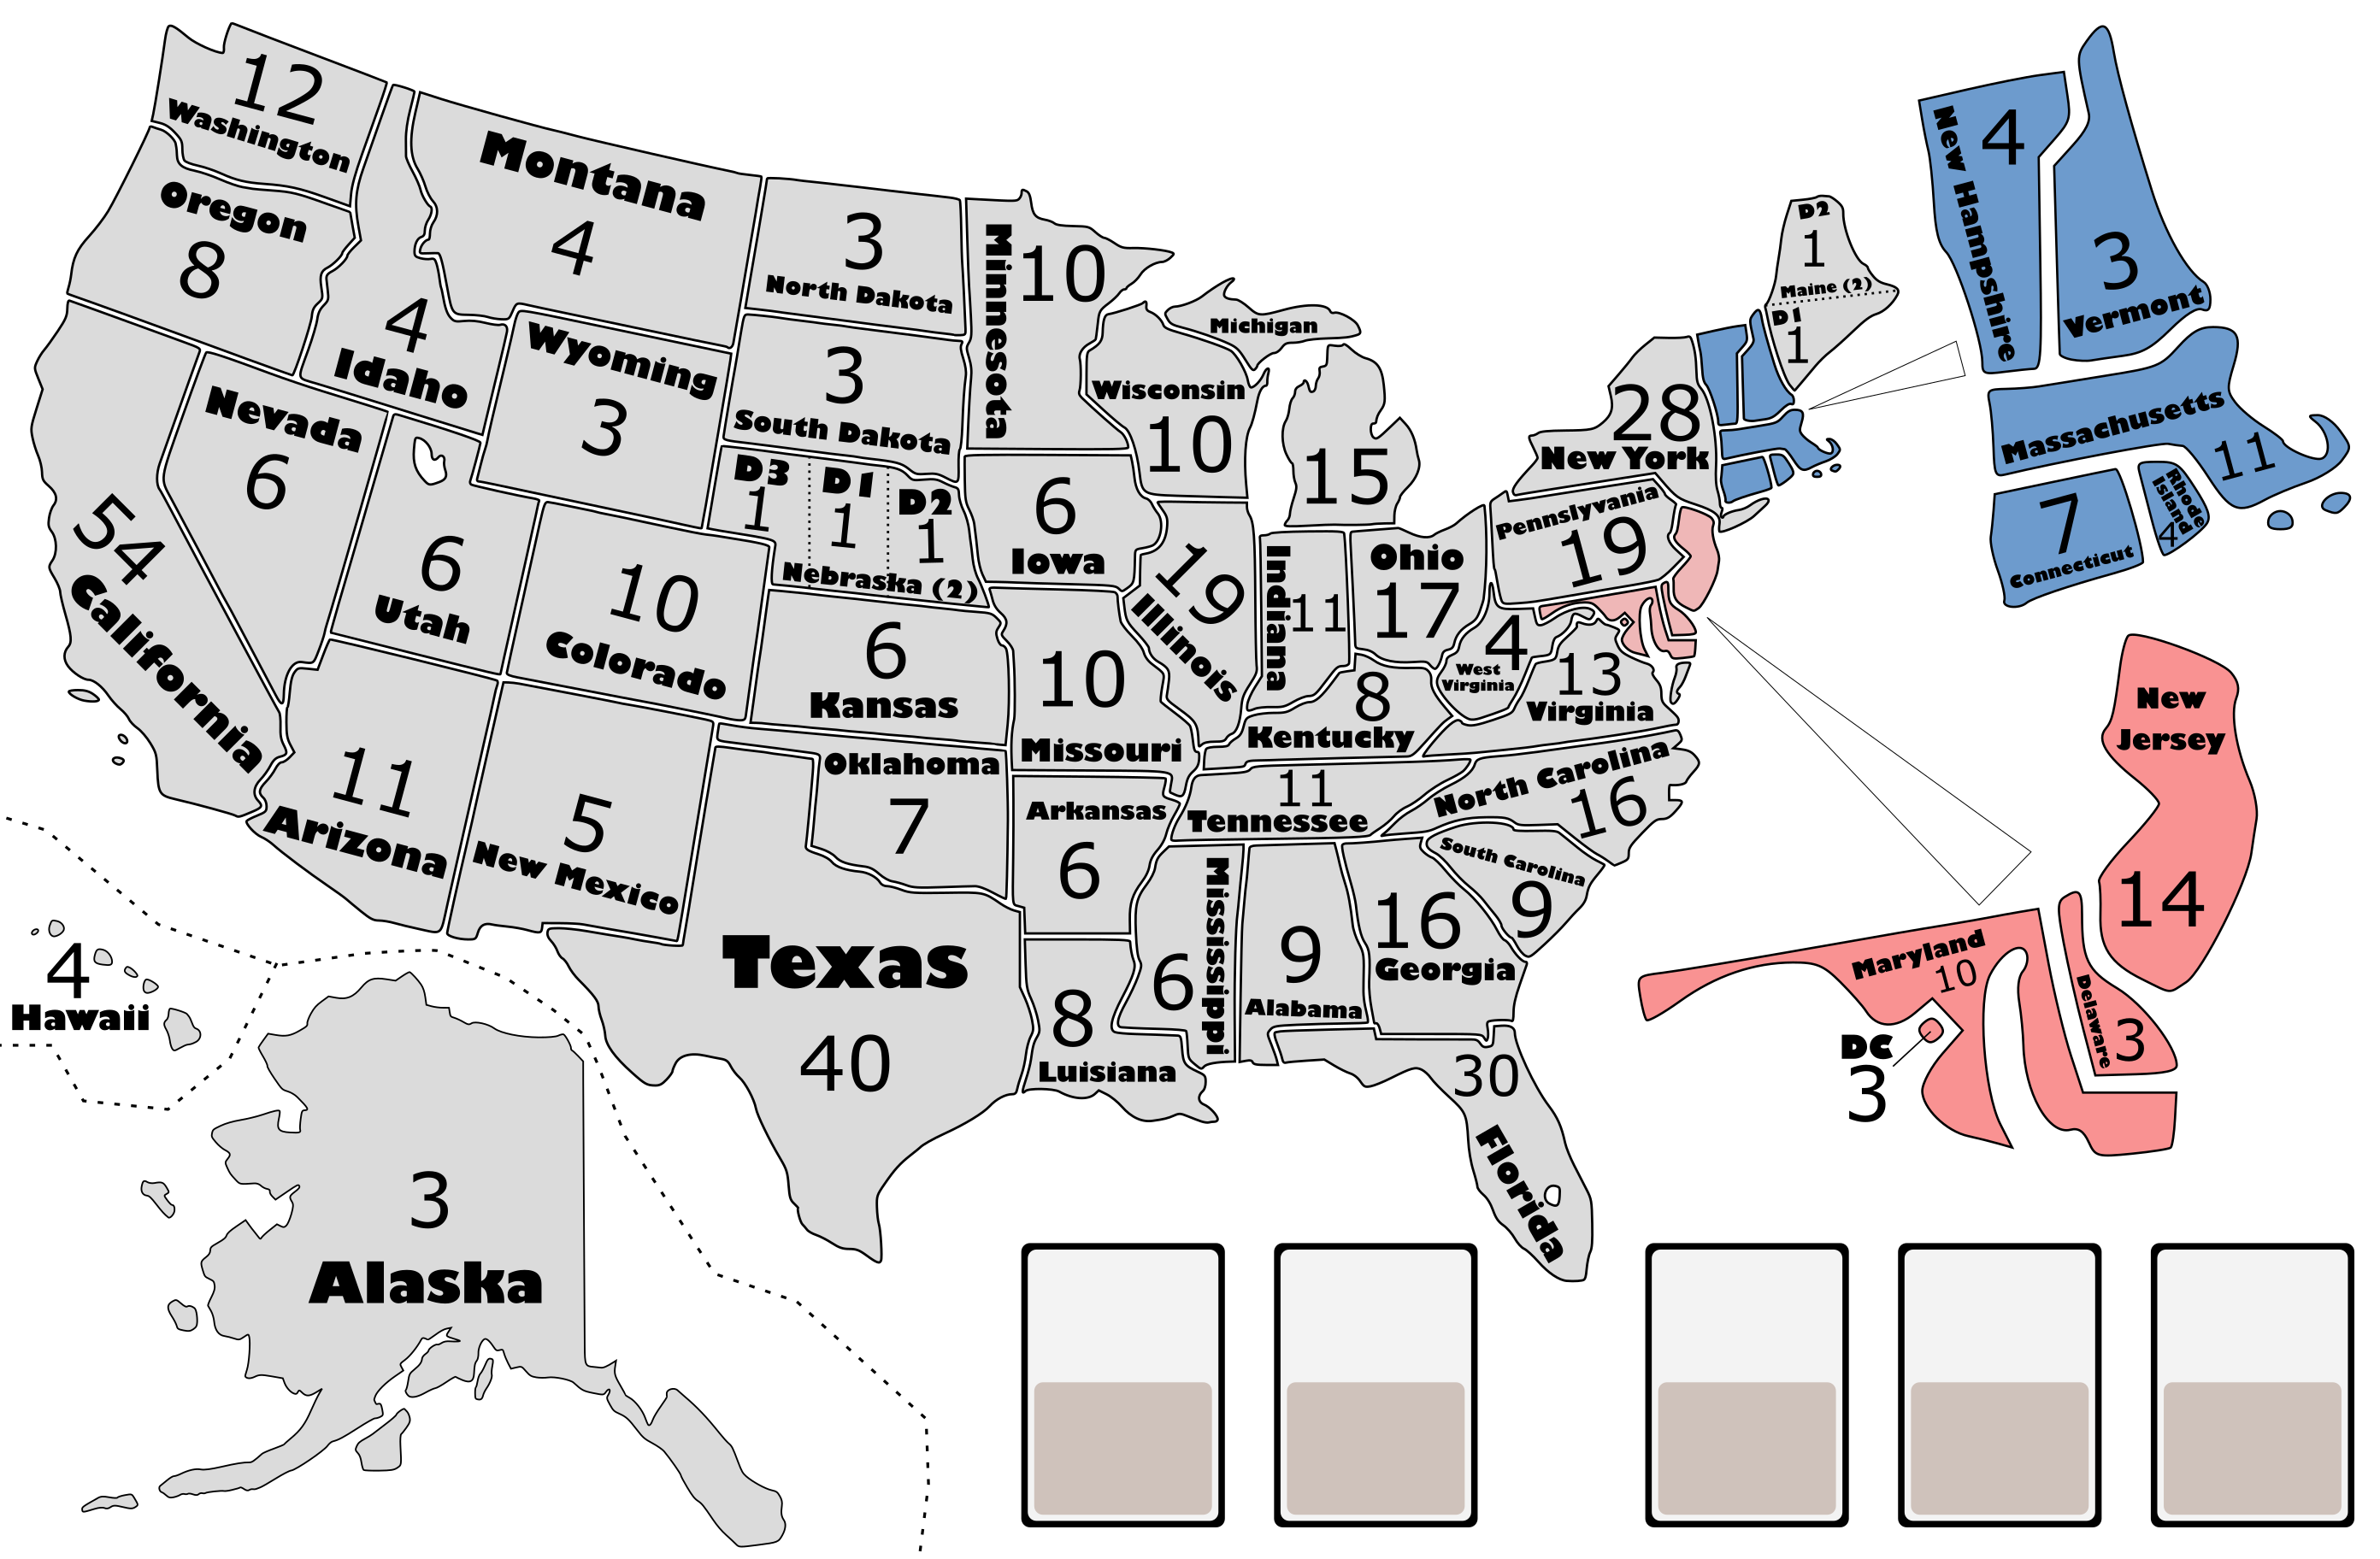 12
Washington
Oregon
8
54
California
Nevada
6
4
Idaho
Montana
4
Wyoming
3
6
Utah
10
Colorado
11
Arizona
5
New Mexico
3
North Dakota
3
South Dakota
D3
1
D1
1
D2
1
Nebraska (2)
6
Kansas
Oklahoma
7
Texas
40
Minnesota
10
6
Iowa
10
Missouri
Arkansas
6
8
Luisiana
Wisconsin
10
Michigan
15
19
Illinois
Indiana
11
Ohio
17
8
Kentucky
11
Tennessee
Mississippi
6
9
Alabama
16
Georgia
30
Florida
South Carolina
9
North Carolina
16
13
Virginia
4
West
Virginia
Pennslyvania
19
28
New York
D2
1
Maine (2)
D1
1
New Hampshire
4
3
Vermont
Massachusetts
11
7
Connecticut
Rhode
Island
4
New
Jersey
14
Maryland
10
Delaware
3
DC
3
4
Hawaii
3
Alaska